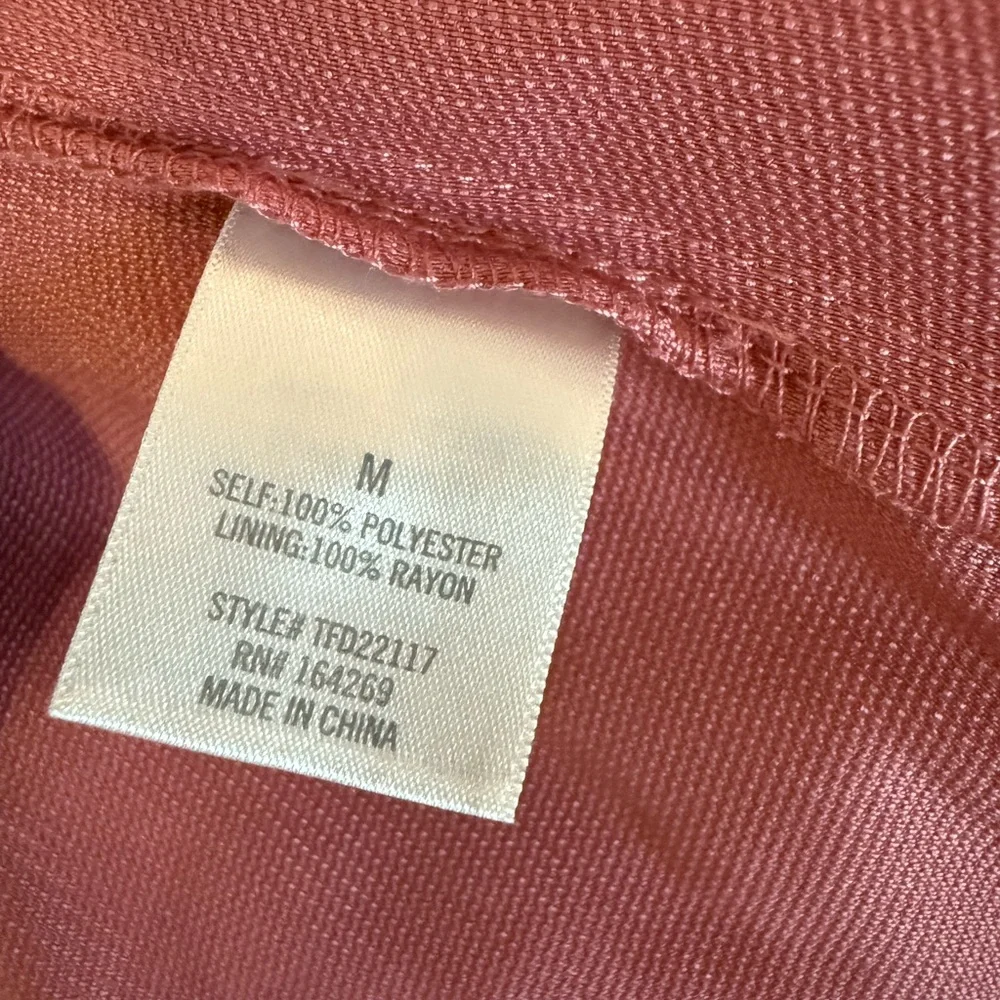 M
SELF:100% POLYESTER
LINING:100% RAYON
STYLE# TFD22117
RN# 164269
MADE IN CHINA